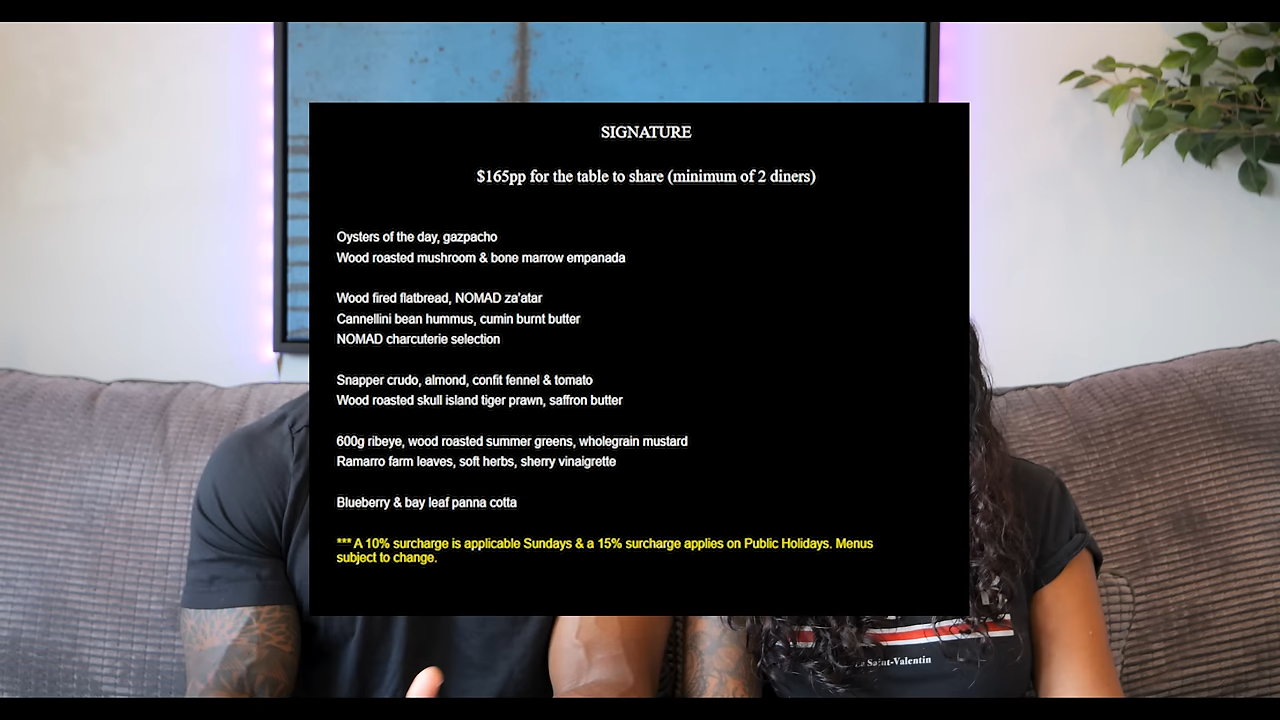 SIGNATURE
$165pp for the table to share (minimum of 2 diners)
Oysters of the day, gazpacho
Wood roasted mushroom & bone marrow empanada
Wood fired flatbread, NOMAD za'atar
Cannellini bean hummus, cumin burnt butter
NOMAD charcuterie selection
Snapper crudo, almond, confit fennel & tomato
Wood roasted skull island tiger prawn, saffron butter
600g ribeye, wood roasted summer greens, wholegrain mustard
Ramarro farm leaves, soft herbs, sherry vinaigrette
Blueberry & bay leaf panna cotta
*** A 10% surcharge is applicable Sundays & a 15% surcharge applies on Public Holidays. Menus
subject to change.
Saint-Valentin